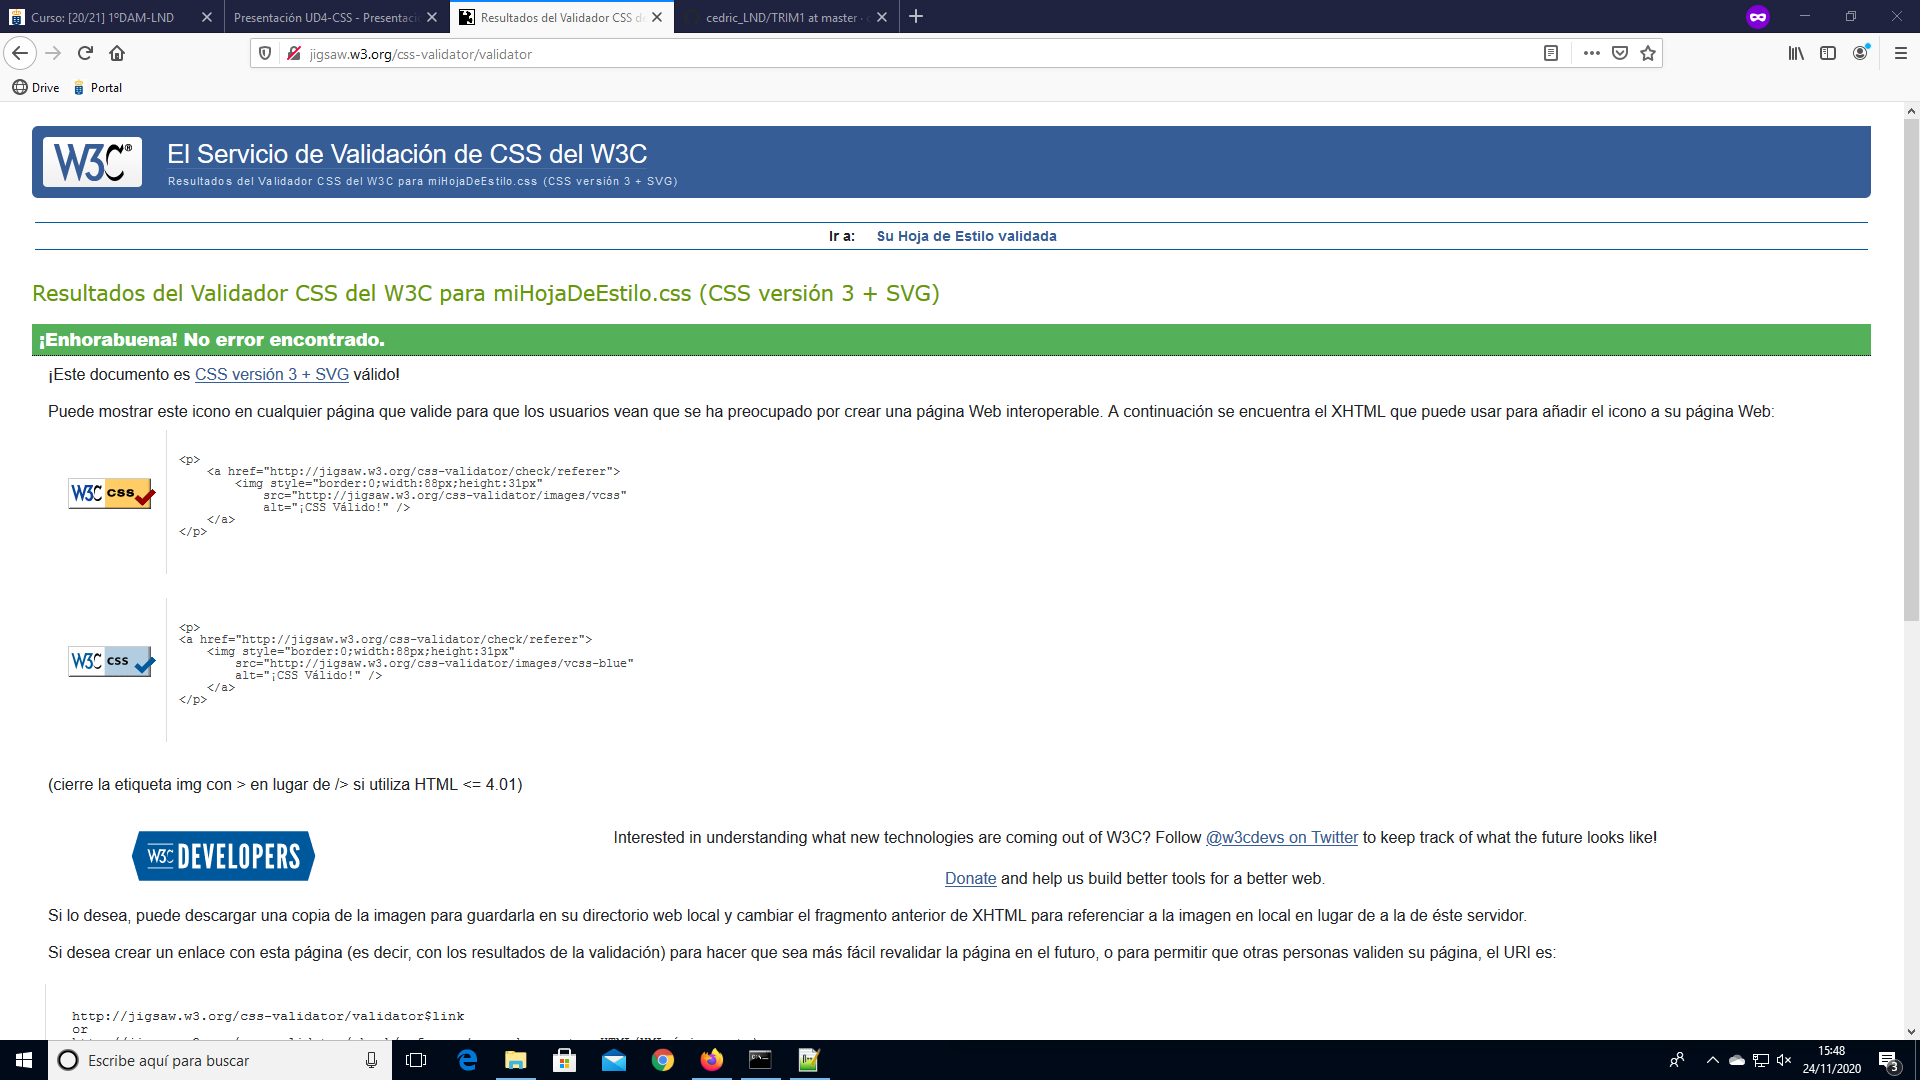 Curso: [20/21] 1ºDAM-LND
Presentación UD4-CSS - Presentaci
Resultados del Validador CSS de
cedric_LND/TRIM1 at master ·
jigsaw.w3.org/css-validator/validator
Drive
Portal
W3C®
El Servicio de Validación de CSS del W3C
Resultados del Validador CSS del W3C para miHojaDeEstilo.css (CSS versión 3 + SVG)
Ir a: Su Hoja de Estilo validada
Resultados del Validador CSS del W3C para miHojaDeEstilo.css (CSS versión 3 + SVG)
¡Enhorabuena! No error encontrado.
¡Este documento es CSS versión 3 + SVG válido!
Puede mostrar este icono en cualquier página que valide para que los usuarios vean que se ha preocupado por crear una página Web interoperable. A continuación se encuentra el XHTML que puede usar para añadir el icono a su página Web:
W3C css
<p>
<a href="http://jigsaw.w3.org/css-validator/check/referer">
<img style="border:0;width:88px;height:31px"
src="http://jigsaw.w3.org/css-validator/images/vcss"
alt="¡CSS Válido!" />
</a>
</p>
W3C css
<p>
<a href="http://jigsaw.w3.org/css-validator/check/referer">
<img style="border:0;width:88px;height:31px"
src="http://jigsaw.w3.org/css-validator/images/vcss-blue"
alt="¡CSS Válido!" />
</a>
</p>
(cierre la etiqueta img con > en lugar de /> si utiliza HTML <= 4.01)
W3C DEVELOPERS
Interested in understanding what new technologies are coming out of W3C? Follow @w3cdevs on Twitter to keep track of what the future looks like!
Donate and help us build better tools for a better web.
Si lo desea, puede descargar una copia de la imagen para guardarla en su directorio web local y cambiar el fragmento anterior de XHTML para referenciar a la imagen en local en lugar de a la de éste servidor.
Si desea crear un enlace con esta página (es decir, con los resultados de la validación) para hacer que sea más fácil revalidar la página en el futuro, o para permitir que otras personas validen su página, el URI es:
http://jigsaw.w3.org/css-validator/validator$link
or
Escribe aquí para buscar
15:48
24/11/2020
3